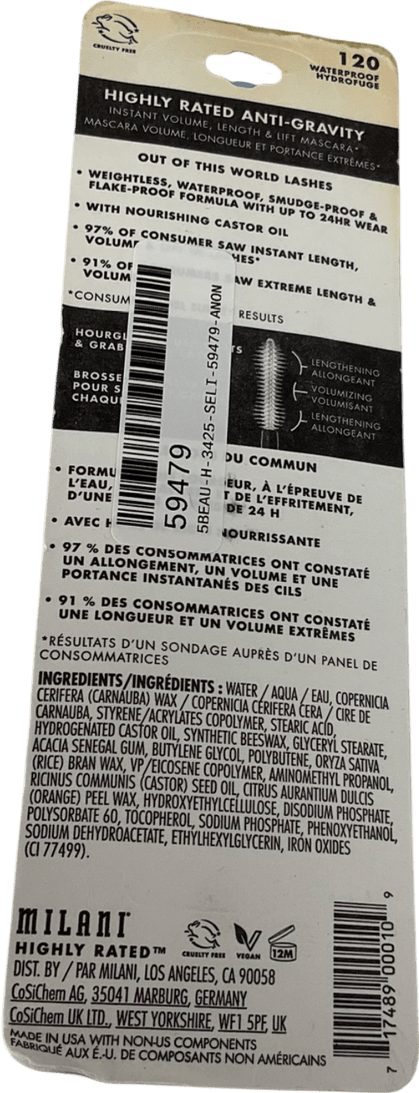 CRUELTY FREE
120
WATERPROOF
HYDROFUGE
HIGHLY RATED ANTI-GRAVITY
INSTANT VOLUME, LENGTH & LIFT MASCARA*
MASCARA VOLUME, LONGUEUR ET PORTANCE EXTRÊMES*
OUT OF THIS WORLD LASHES
• WEIGHTLESS, WATERPROOF, SMUDGE-PROOF &
FLAKE-PROOF FORMULA WITH UP TO 24HR WEAR
• WITH NOURISHING CASTOR OIL
• 97% OF CONSUMER SAW INSTANT LENGTH,
VOLUME
• 91% OF SAW EXTREME LENGTH &
VOLUM
*CONSUM RESULTS
HOURGL
& GRAB
BROSSE
POUR S
CHAQU
LENGTHENING
ALLONGEANT
VOLUMIZING
VOLUMISANT
LENGTHENING
ALLONGEANT
59479
5BEAU-H-3425-SELI-59479-ANON
DU COMMUN
• FORMU EUR, À L'ÉPREUVE DE
L'EAU, T DE L'EFFRITEMENT,
D'UNE DE 24 H
• AVEC H NOURISSANTE
• 97 % DES CONSOMMATRICES ONT CONSTATÉ
UN ALLONGEMENT, UN VOLUME ET UNE
PORTANCE INSTANTANÉS DES CILS
• 91 % DES CONSOMMATRICES ONT CONSTATÉ
UNE LONGUEUR ET UN VOLUME EXTRÊMES
*RÉSULTATS D'UN SONDAGE AUPRÈS D'UN PANEL DE
CONSOMMATRICES
INGREDIENTS/INGRÉDIENTS : WATER / AQUA / EAU, COPERNICIA
CERIFERA (CARNAUBA) WAX / COPERNICIA CERIFERA CERA / CIRE DE
CARNAUBA, STYRENE/ACRYLATES COPOLYMER, STEARIC ACID,
HYDROGENATED CASTOR OIL, SYNTHETIC BEESWAX, GLYCERYL STEARATE,
ACACIA SENEGAL GUM, BUTYLENE GLYCOL, POLYBUTENE, ORYZA SATIVA
(RICE) BRAN WAX, VP/EICOSENE COPOLYMER, AMINOMETHYL PROPANOL,
RICINUS COMMUNIS (CASTOR) SEED OIL, CITRUS AURANTIUM DULCIS
(ORANGE) PEEL WAX, HYDROXYETHYLCELLULOSE, DISODIUM PHOSPHATE,
POLYSORBATE 60, TOCOPHEROL, SODIUM PHOSPHATE, PHENOXYETHANOL,
SODIUM DEHYDROACETATE, ETHYLHEXYLGLYCERIN, IRON OXIDES
(CI 77499).
MILANI
HIGHLY RATED™
CRUELTY FREE
VEGAN
12M
DIST. BY / PAR MILANI, LOS ANGELES, CA 90058
CoSiChem AG, 35041 MARBURG, GERMANY
CoSiChem UK LTD., WEST YORKSHIRE, WF1 5PF, UK
MADE IN USA WITH NON-US COMPONENTS
FABRIQUÉ AUX É.-U. DE COMPOSANTS NON AMÉRICAINS
7 17489 00010 9